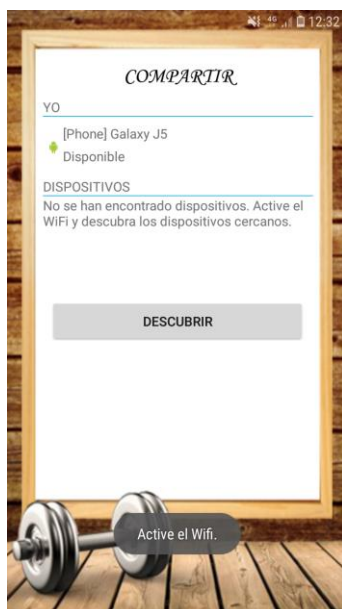 4G 12:32
COMPARTIR
YO
[Phone] Galaxy J5
Disponible
DISPOSITIVOS
No se han encontrado dispositivos. Active el
WiFi y descubra los dispositivos cercanos.
DESCUBRIR
Active el Wifi.